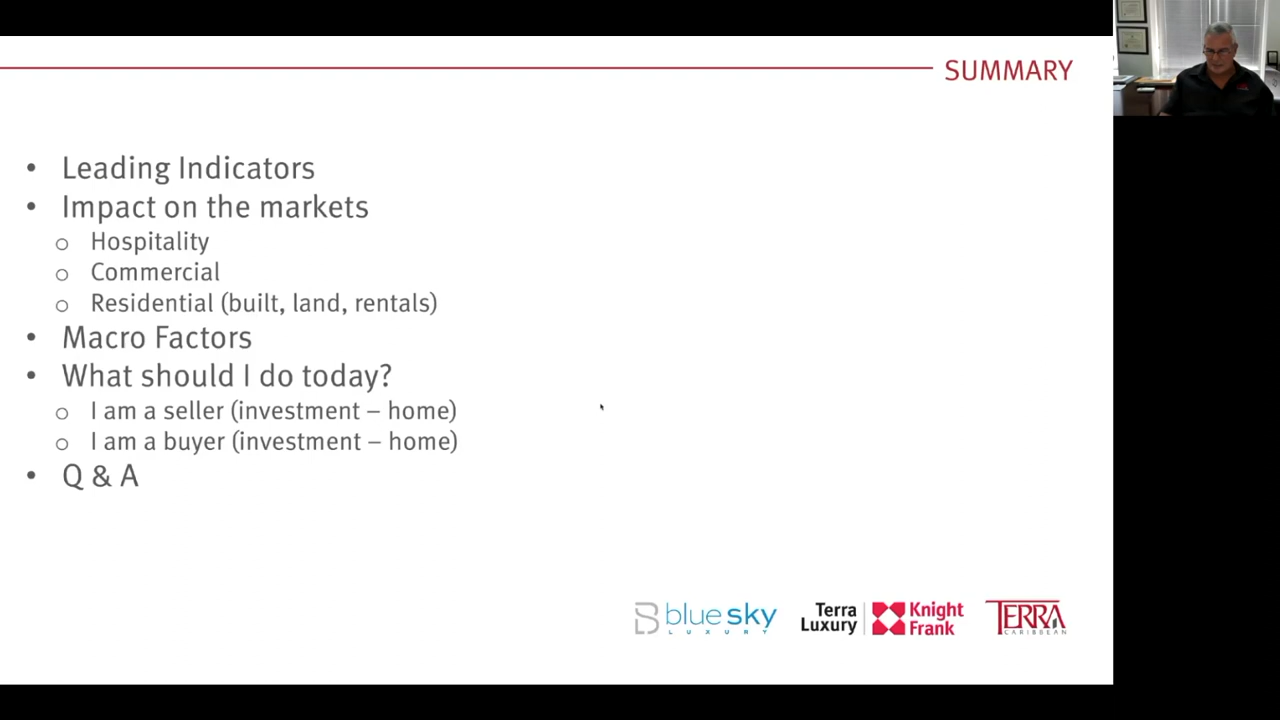 SUMMARY
• Leading Indicators
• Impact on the markets
o Hospitality
o Commercial
o Residential (built, land, rentals)
• Macro Factors
• What should I do today?
o I am a seller (investment – home)
o I am a buyer (investment – home)
• Q & A
blue sky
LUXURY
Terra
Luxury
Knight
Frank
TERRA
CARIBBEAN